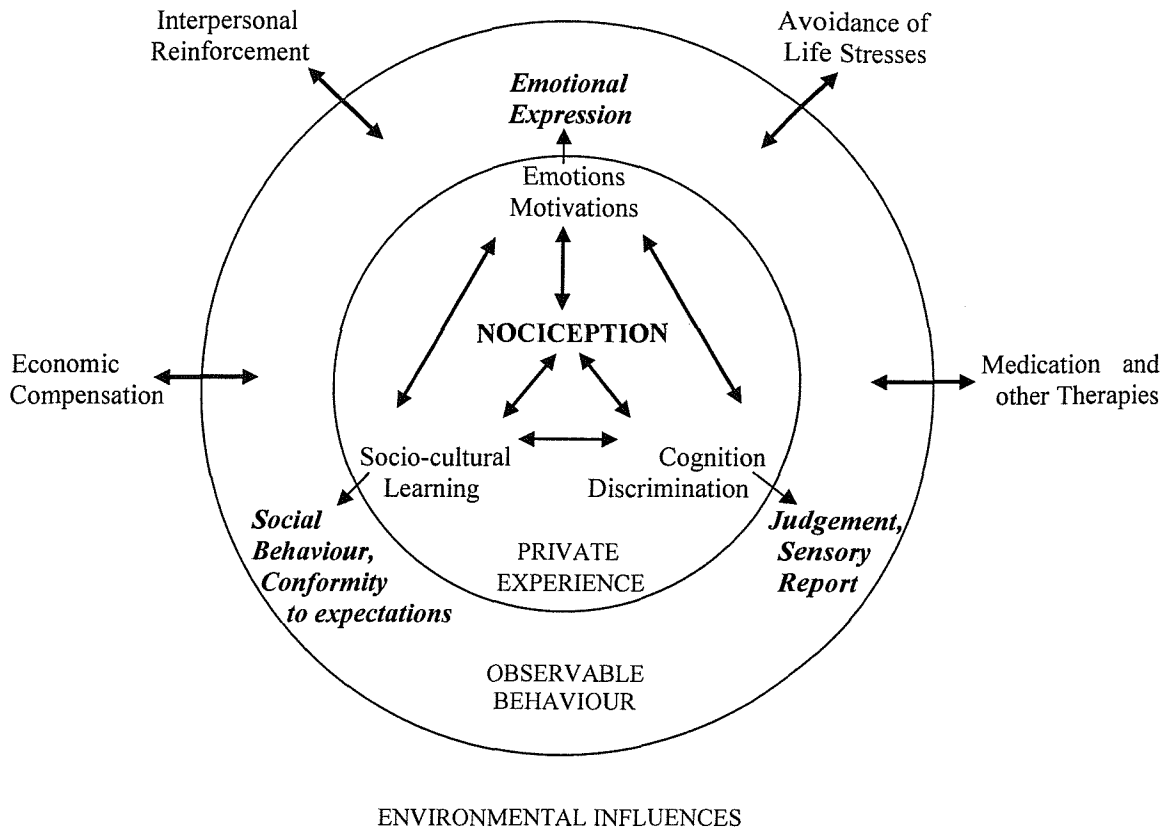 Interpersonal
Reinforcement
Avoidance of
Life Stresses
Emotional
Expression
Emotions
Motivations
NOCICEPTION
Economic
Compensation
Medication and
other Therapies
Socio-cultural
Learning
Cognition
Discrimination
Social
Behaviour,
Conformity
to expectations
Judgement,
Sensory
Report
PRIVATE
EXPERIENCE
OBSERVABLE
BEHAVIOUR
ENVIRONMENTAL INFLUENCES